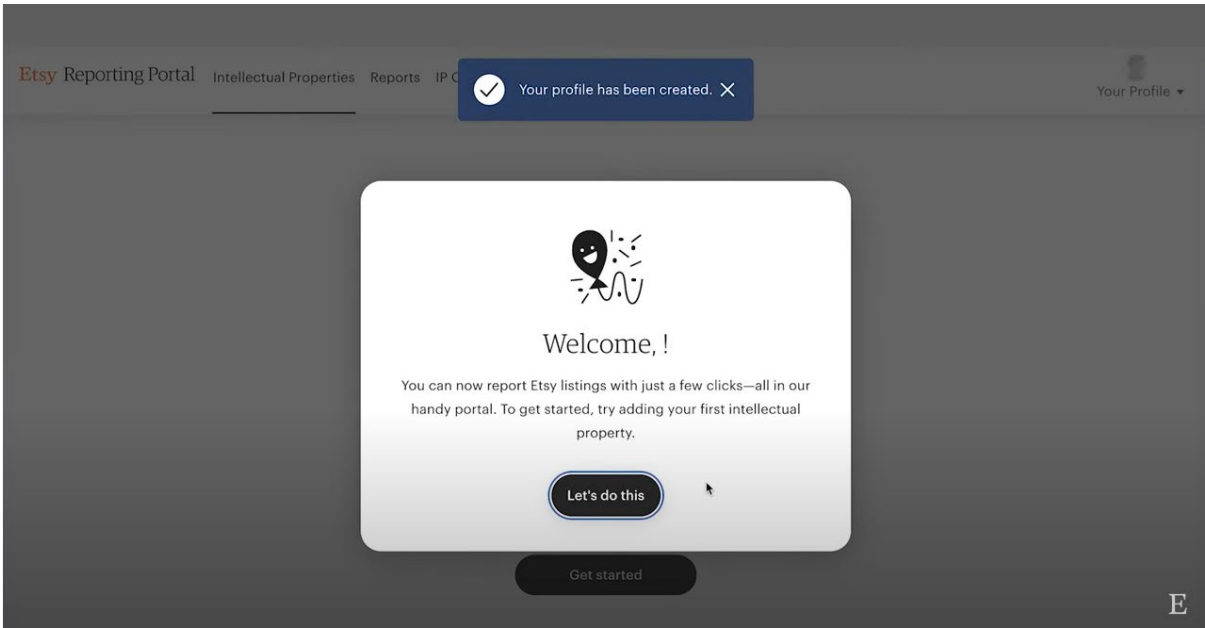 Etsy Reporting Portal Intellectual Properties Reports IP
Your profile has been created.
Your Profile
Welcome, !
You can now report Etsy listings with just a few clicks—all in our
handy portal. To get started, try adding your first intellectual
property.
Let's do this
Get started
E